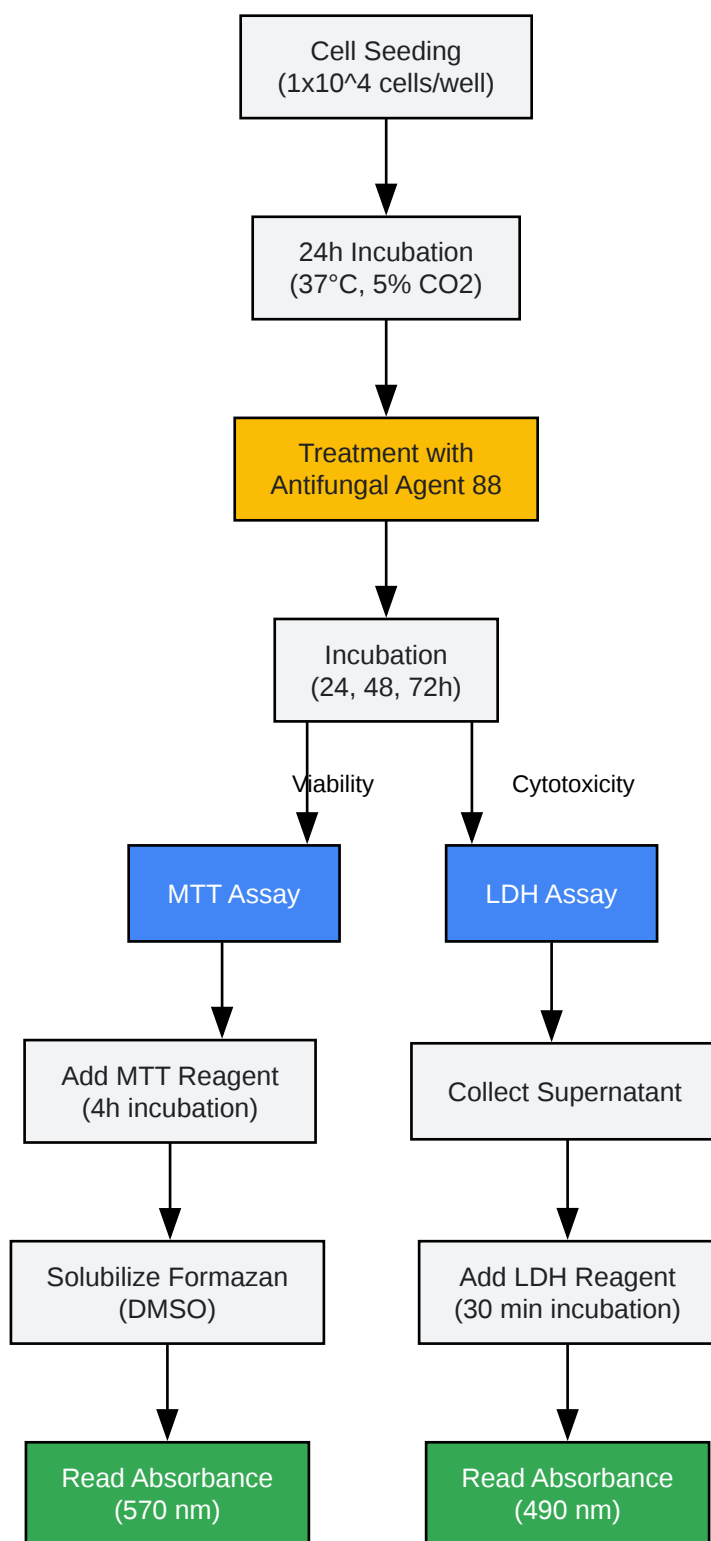 Cell Seeding
(1x10^4 cells/well)
24h Incubation
(37°C, 5% CO2)
Treatment with
Antifungal Agent 88
Incubation
(24, 48, 72h)
Viability
Cytotoxicity
MTT Assay
LDH Assay
Add MTT Reagent
(4h incubation)
Collect Supernatant
Solubilize Formazan
(DMSO)
Add LDH Reagent
(30 min incubation)
Read Absorbance
(570 nm)
Read Absorbance
(490 nm)